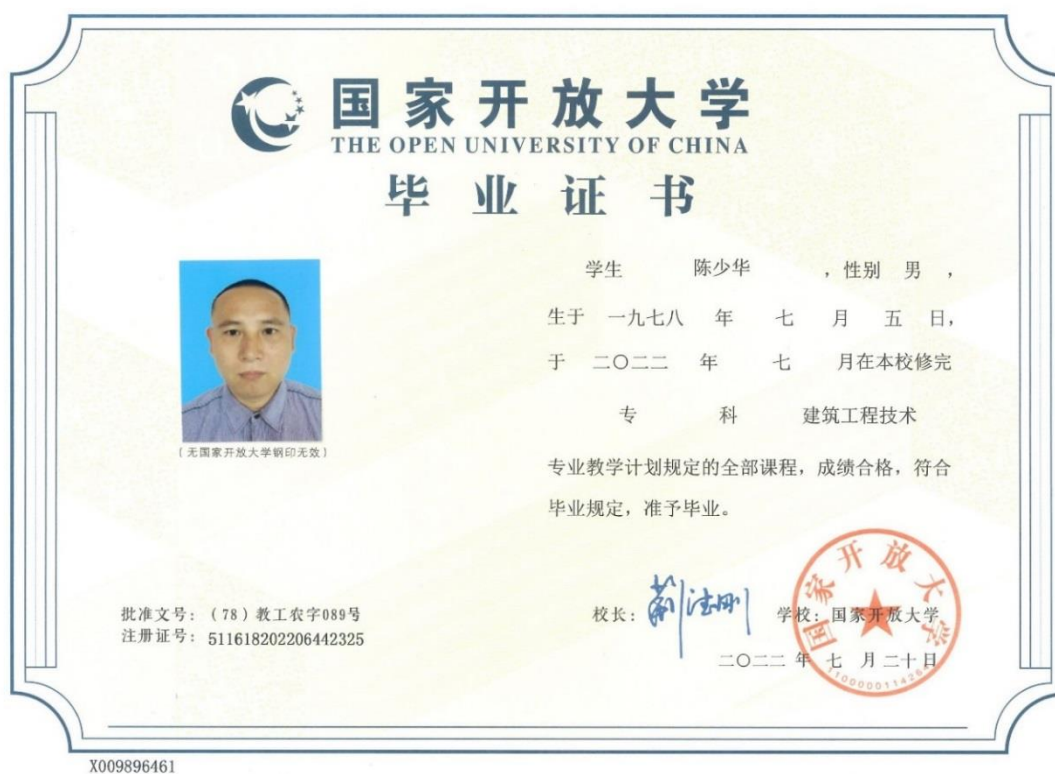 国家开放大学
THE OPEN UNIVERSITY OF CHINA
毕业证书
学生 陈少华 ,性别 男 ,
生于 一九七八 年 七 月 五 日,
于 二〇二二 年 七 月在本校修完
专 科 建筑工程技术
专业教学计划规定的全部课程,成绩合格,符合
毕业规定,准予毕业。
(无国家开放大学钢印无效)
批准文号:(78)教工农字089号
注册证号:511618202206442325
校长:荆德刚 学校:国家开放大学
二〇二二 年 七 月 二十 日
国家开放大学
X009896461